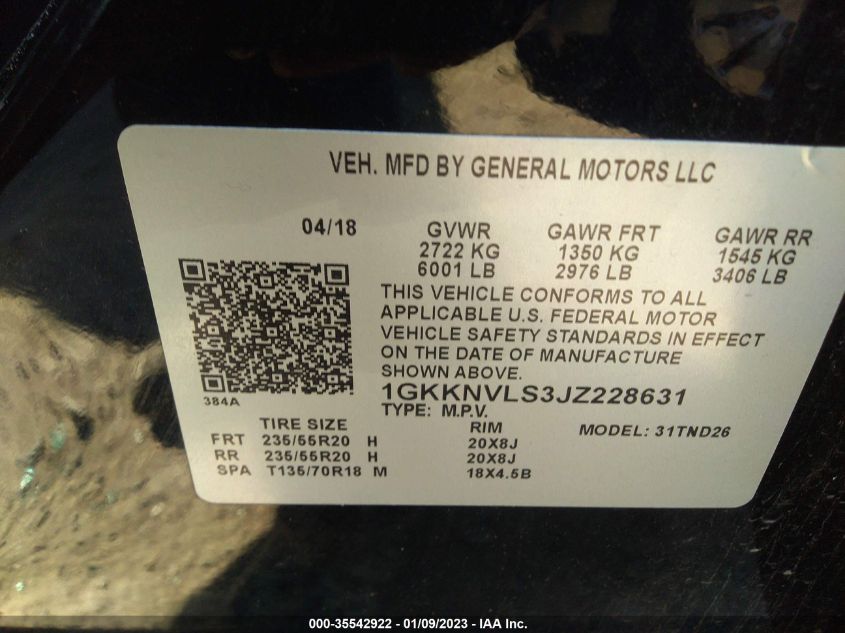 VEH. MFD BY GENERAL MOTORS LLC
04/18 GVWR GAWR FRT GAWR RR
2722 KG 1350 KG 1545 KG
6001 LB 2976 LB 3406 LB
THIS VEHICLE CONFORMS TO ALL
APPLICABLE U.S. FEDERAL MOTOR
VEHICLE SAFETY STANDARDS IN EFFECT
ON THE DATE OF MANUFACTURE
SHOWN ABOVE.
384A
1GKKNVLS3JZ228631
TYPE: M.P.V.
TIRE SIZE RIM MODEL: 31TND26
FRT 235/55R20 H 20X8J
RR 235/55R20 H 20X8J
SPA T135/70R18 M 18X4.5B
000-35542922 - 01/09/2023 - IAA Inc.